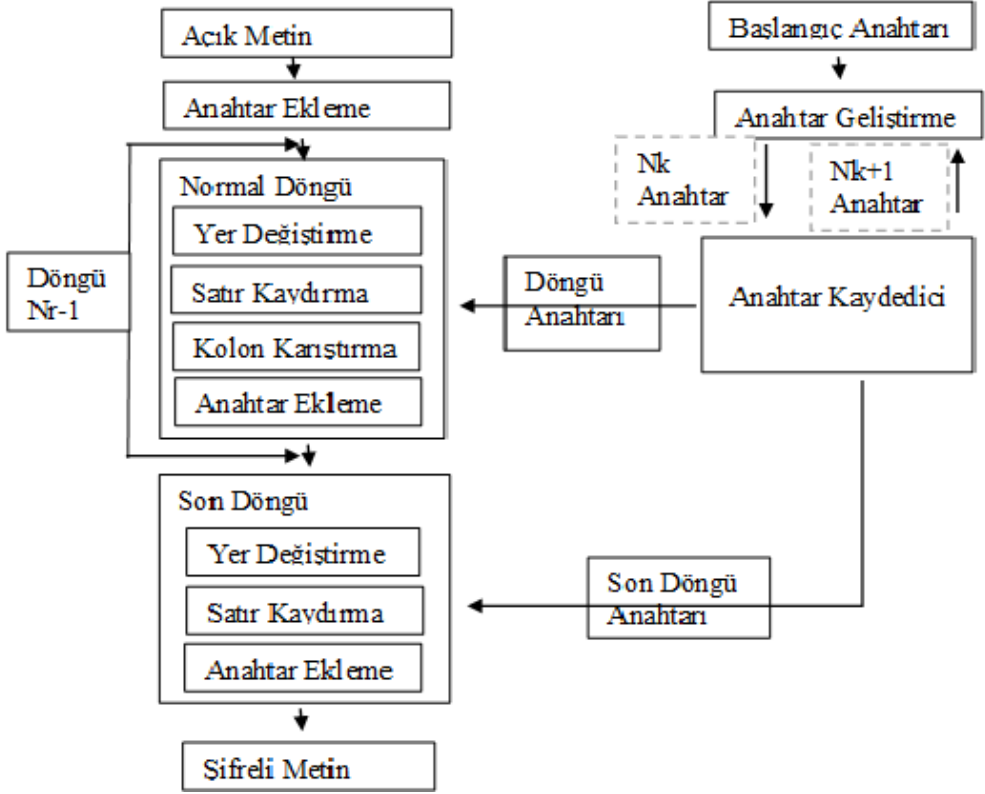 Açık Metin
Anahtar Ekleme
Normal Döngü
Yer Değiştirme
Satır Kaydırma
Kolon Karıştırma
Anahtar Ekleme
Döngü
Nr-1
Son Döngü
Yer Değiştirme
Satır Kaydırma
Anahtar Ekleme
Şifreli Metin
Başlangıç Anahtarı
Anahtar Geliştirme
Nk
Anahtar
Nk+1
Anahtar
Anahtar Kaydedici
Döngü
Anahtarı
Son Döngü
Anahtarı